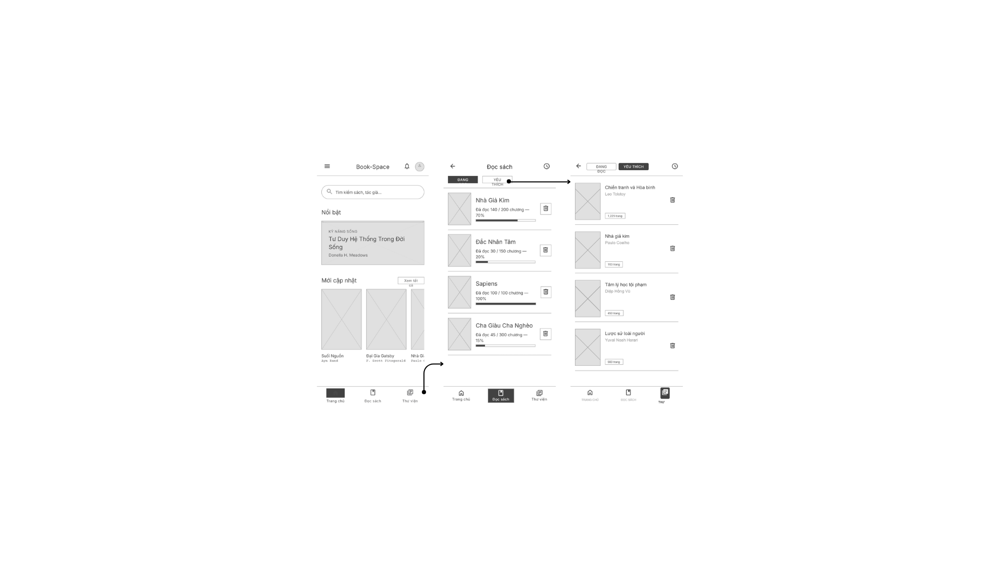 Book-Space
Tìm kiếm sách, tác giả...
Nổi bật
KỸ NĂNG SỐNG
Tư Duy Hệ Thống Trong Đời
Sống
Donella H. Meadows
Mới cập nhật
Xem tất
cả
Suối Nguồn
Ayn Rand
Đại Gia Gatsby
F. Scott Fitzgerald
Nhà Gi
Paulo
Trang chủ
Đọc sách
Thư viện
Đọc sách
ĐANG
YÊU
THÍCH
Nhà Giả Kim
Đã đọc 140 / 200 chương —
70%
Đắc Nhân Tâm
Đã đọc 30 / 150 chương —
20%
Sapiens
Đã đọc 100 / 100 chương —
100%
Cha Giàu Cha Nghèo
Đã đọc 45 / 300 chương —
15%
Trang chủ
Đọc sách
Thư viện
ĐANG
ĐỌC
YÊU THÍCH
Chiến tranh và Hòa bình
Leo Tolstoy
1,225 trang
Nhà giả kim
Paulo Coelho
163 trang
Tâm lý học tội phạm
Diệp Hồng Vũ
450 trang
Lược sử loài người
Yuval Noah Harari
560 trang
TRANG CHỦ
ĐỌC SÁCH
THƯ